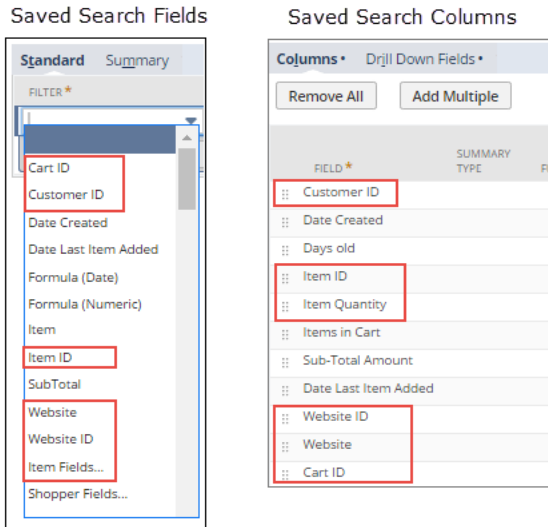 Saved Search Fields
Standard Summary
FILTER *
Cart ID
Customer ID
Date Created
Date Last Item Added
Formula (Date)
Formula (Numeric)
Item
Item ID
SubTotal
Website
Website ID
Item Fields...
Shopper Fields...
Saved Search Columns
Columns • Drill Down Fields •
Remove All Add Multiple
SUMMARY
FIELD * TYPE
Customer ID
Date Created
Days old
Item ID
Item Quantity
Items in Cart
Sub-Total Amount
Date Last Item Added
Website ID
Website
Cart ID